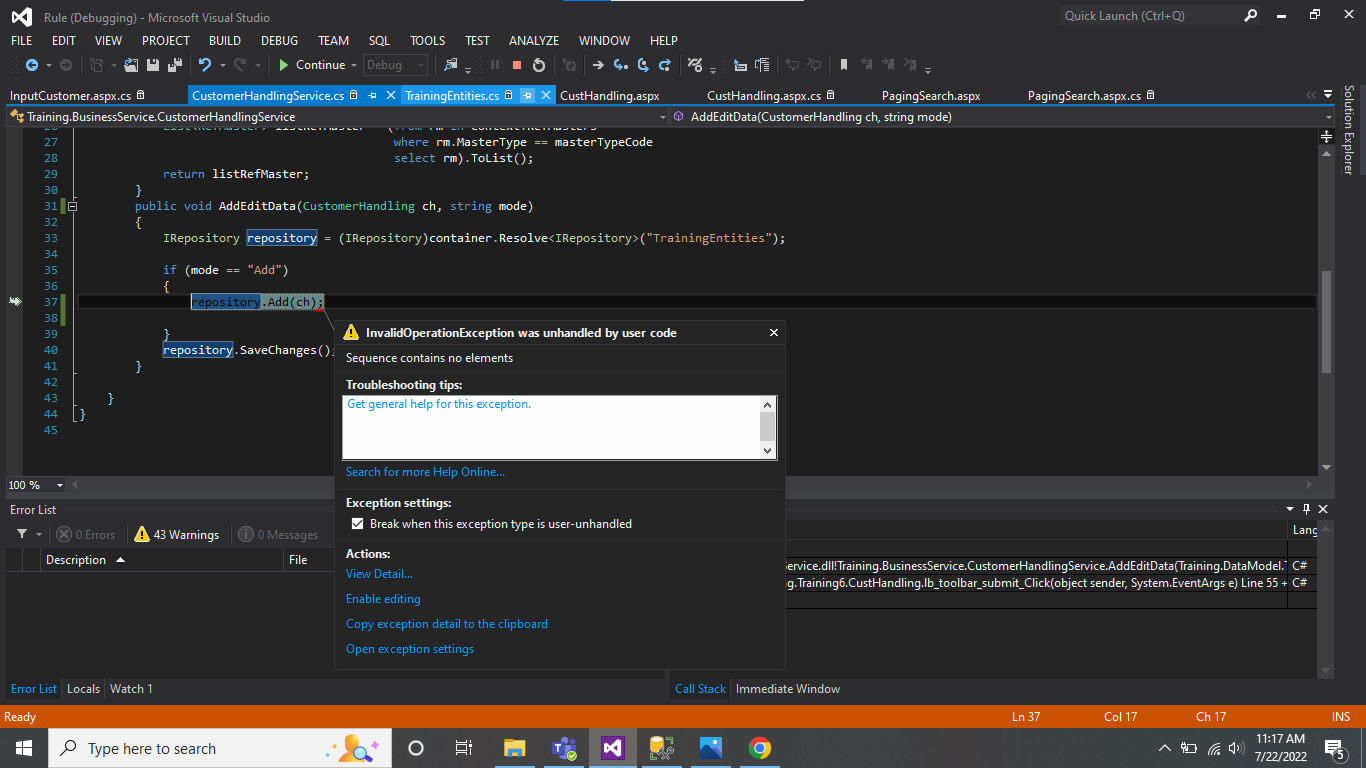 Rule (Debugging) - Microsoft Visual Studio
Quick Launch (Ctrl+Q)
FILE EDIT VIEW PROJECT BUILD DEBUG TEAM SQL TOOLS TEST ANALYZE WINDOW HELP
Continue Debug
InputCustomer.aspx.cs CustomerHandlingService.cs TrainingEntities.cs CustHandling.aspx CustHandling.aspx.cs PagingSearch.aspx PagingSearch.aspx.cs
Solution Explorer
Training.BusinessService.CustomerHandlingService AddEditData(CustomerHandling ch, string mode)
27 where rm.MasterType == masterTypeCode
28 select rm).ToList();
29 return listRefMaster;
30 }
31 public void AddEditData(CustomerHandling ch, string mode)
32 {
33 IRepository repository = (IRepository)container.Resolve<IRepository>("TrainingEntities");
34
35 if (mode == "Add")
36 {
37 repository.Add(ch);
38
39 }
40 repository.SaveChanges();
41 }
42
43 }
44 }
45
InvalidOperationException was unhandled by user code
Sequence contains no elements
Troubleshooting tips:
Get general help for this exception.
Search for more Help Online...
Exception settings:
Break when this exception type is user-unhandled
Actions:
View Detail...
Enable editing
Copy exception detail to the clipboard
Open exception settings
100 %
Error List
0 Errors 43 Warnings 0 Messages
Description File
Lang
Service.dll!Training.BusinessService.CustomerHandlingService.AddEditData(Training.DataModel. C#
.Training6.CustHandling.lb_toolbar_submit_Click(object sender, System.EventArgs e) Line 55 + C#
Error List Locals Watch 1
Call Stack Immediate Window
Ready Ln 37 Col 17 Ch 17 INS
Type here to search
11:17 AM
7/22/2022
5